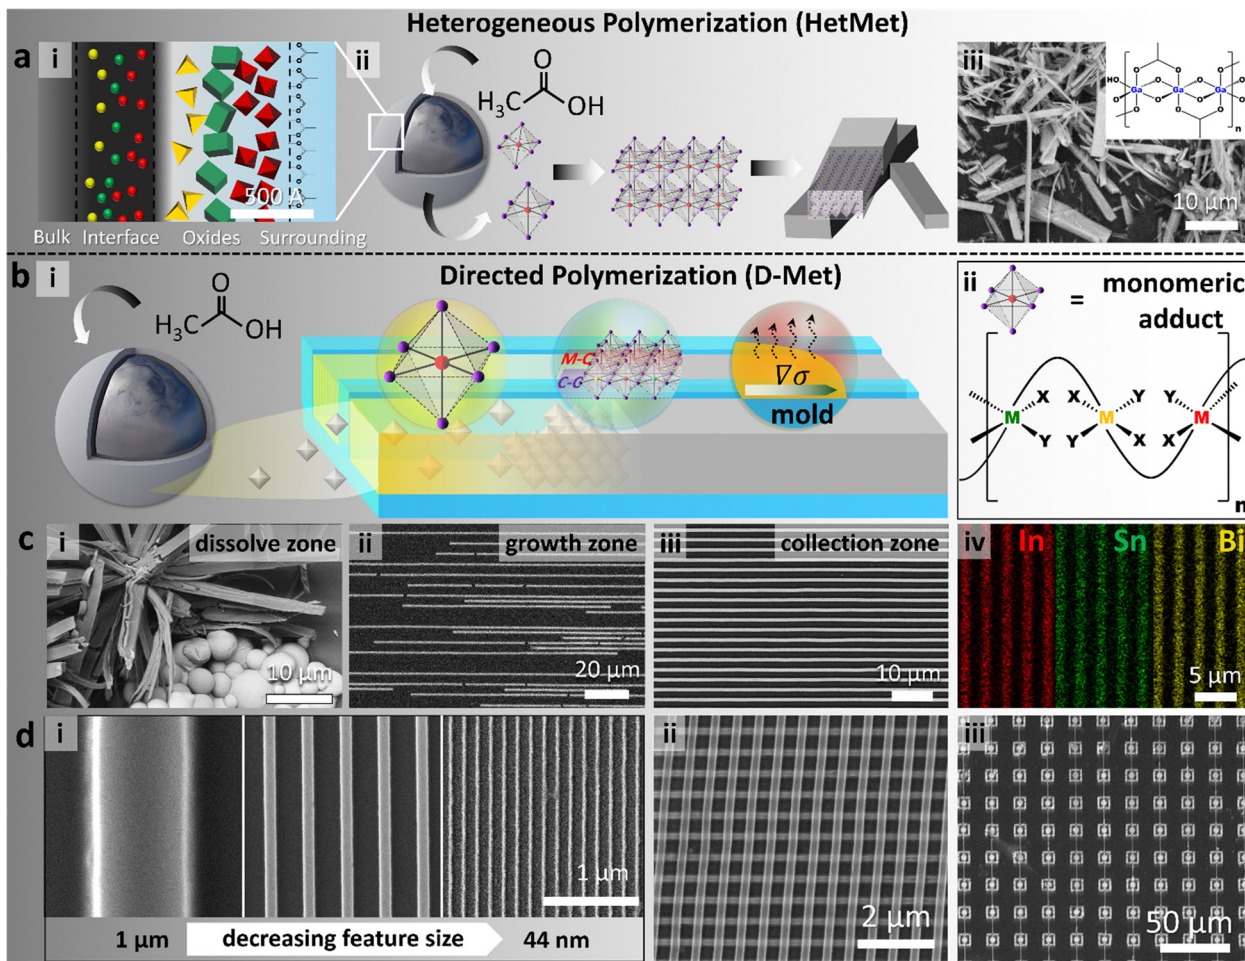 Heterogeneous Polymerization (HetMet)
a
i
500 Å
Bulk Interface Oxides Surrounding
ii
H₃C O OH
iii
HO O O O O O O
Ga Ga Ga
O O O O O O
n
10 μm
b
i
Directed Polymerization (D-Met)
H₃C O OH
M-C
C-G
∇σ
mold
ii
= monomeric
adduct
X X Y Y
M M M
Y Y X X
n
c
i
dissolve zone
10 μm
ii
growth zone
20 μm
iii
collection zone
10 μm
iv
In Sn Bi
5 μm
d
i
1 μm
1 μm decreasing feature size 44 nm
ii
2 μm
iii
50 μm